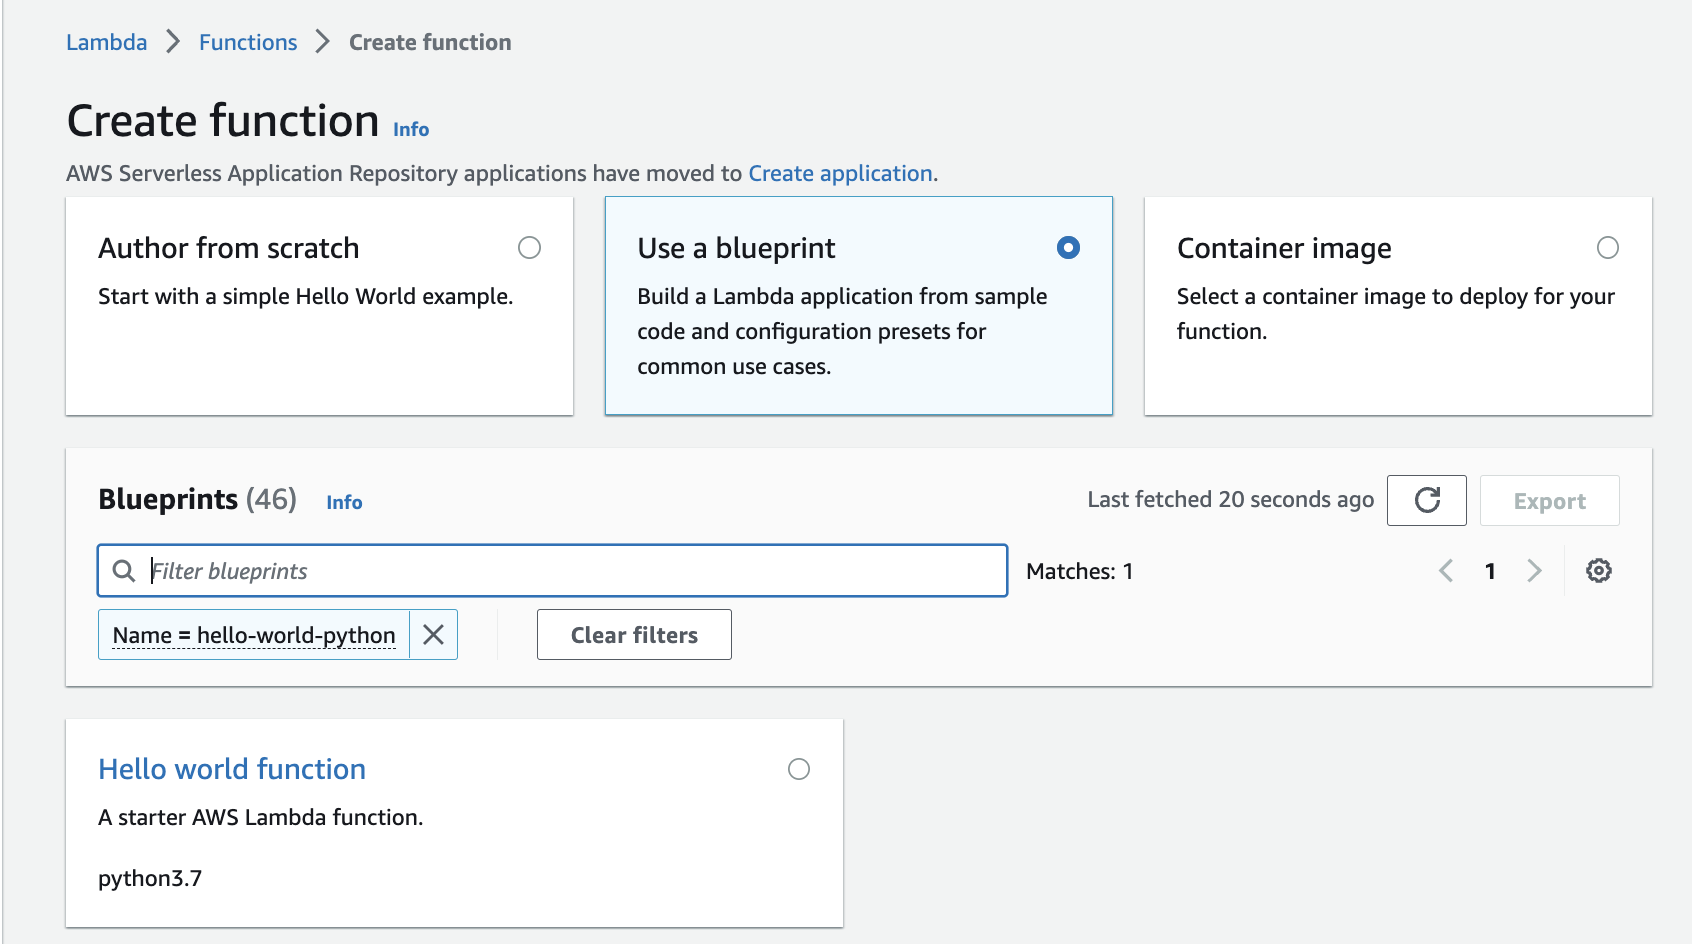 Lambda > Functions > Create function
Create function Info
AWS Serverless Application Repository applications have moved to Create application.
Author from scratch
Start with a simple Hello World example.
Use a blueprint
Build a Lambda application from sample
code and configuration presets for
common use cases.
Container image
Select a container image to deploy for your
function.
Blueprints (46) Info
Last fetched 20 seconds ago
Export
Filter blueprints
Matches: 1
1
Name = hello-world-python
Clear filters
Hello world function
A starter AWS Lambda function.
python3.7